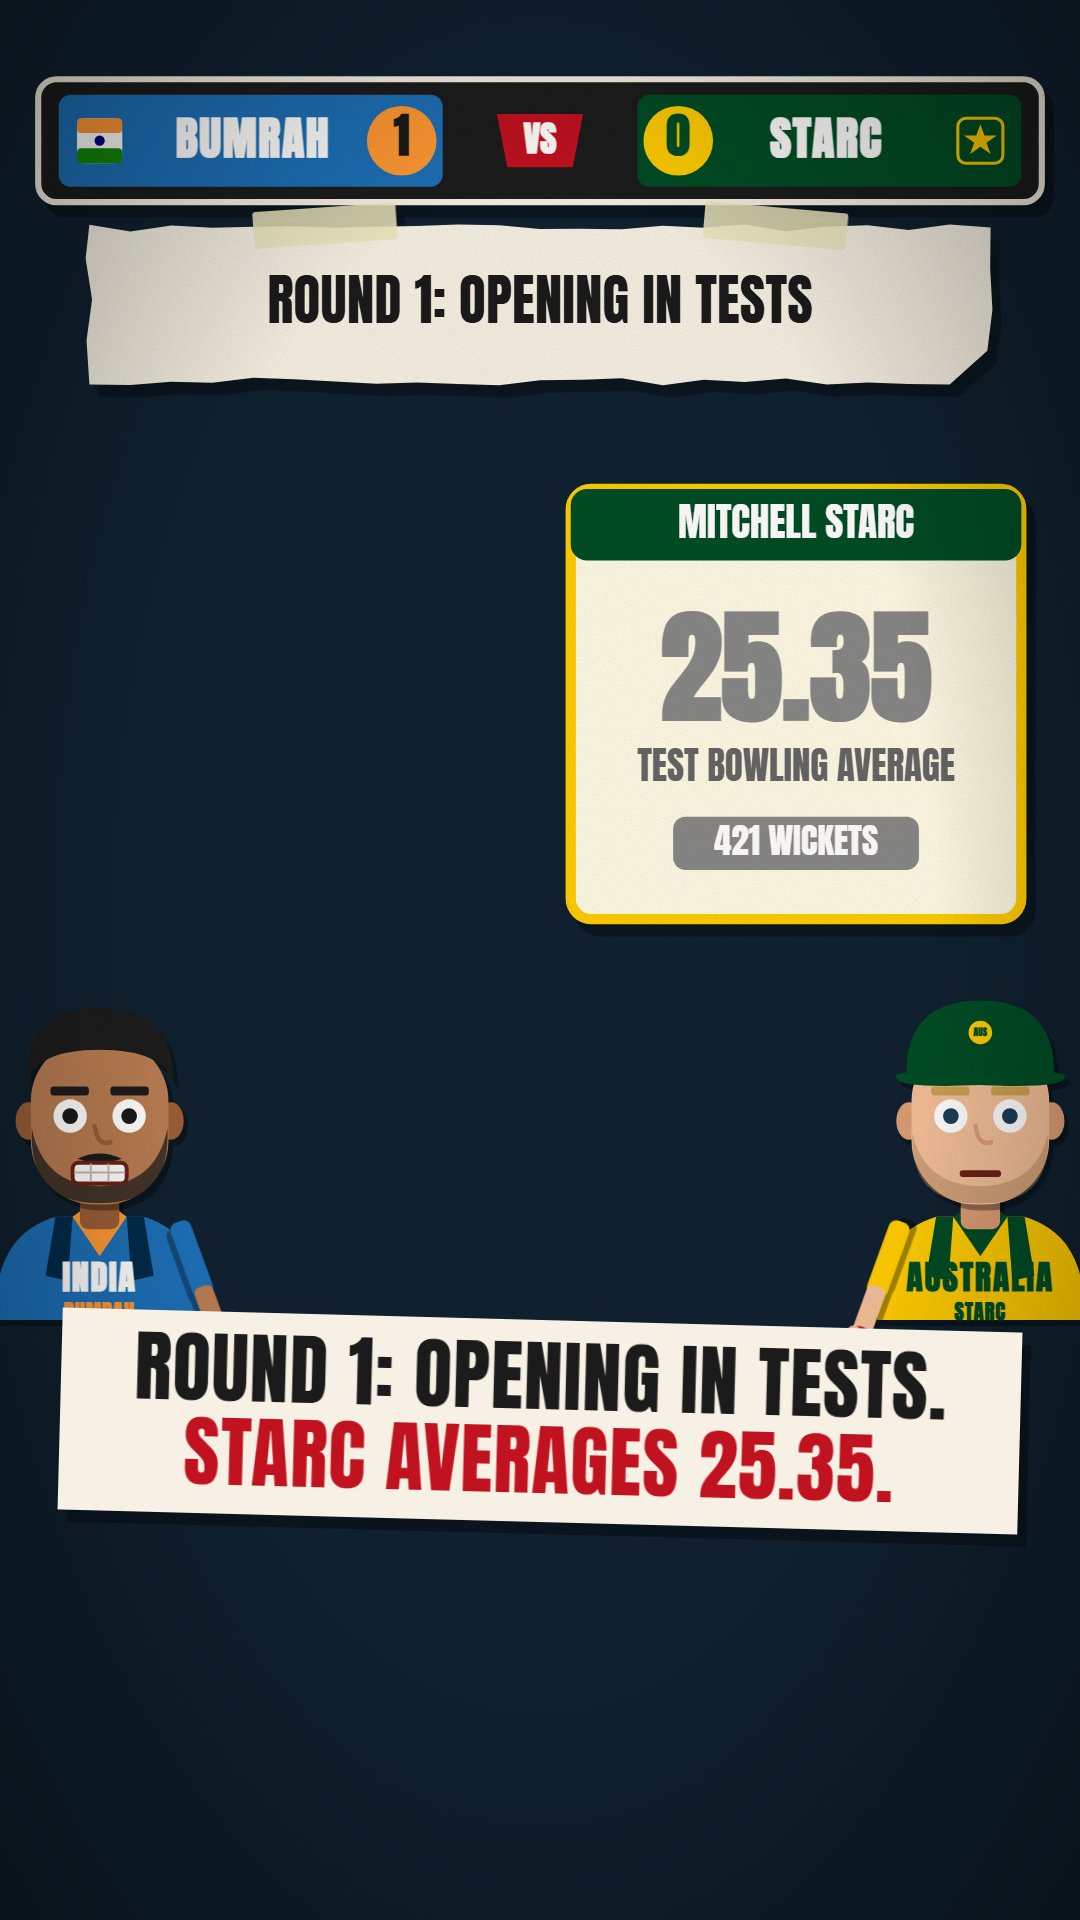 BUMRAH 1 VS 0 STARC
ROUND 1: OPENING IN TESTS
MITCHELL STARC
25.35
TEST BOWLING AVERAGE
421 WICKETS
AUS
INDIA
AUSTRALIA
STARC
ROUND 1: OPENING IN TESTS.
STARC AVERAGES 25.35.